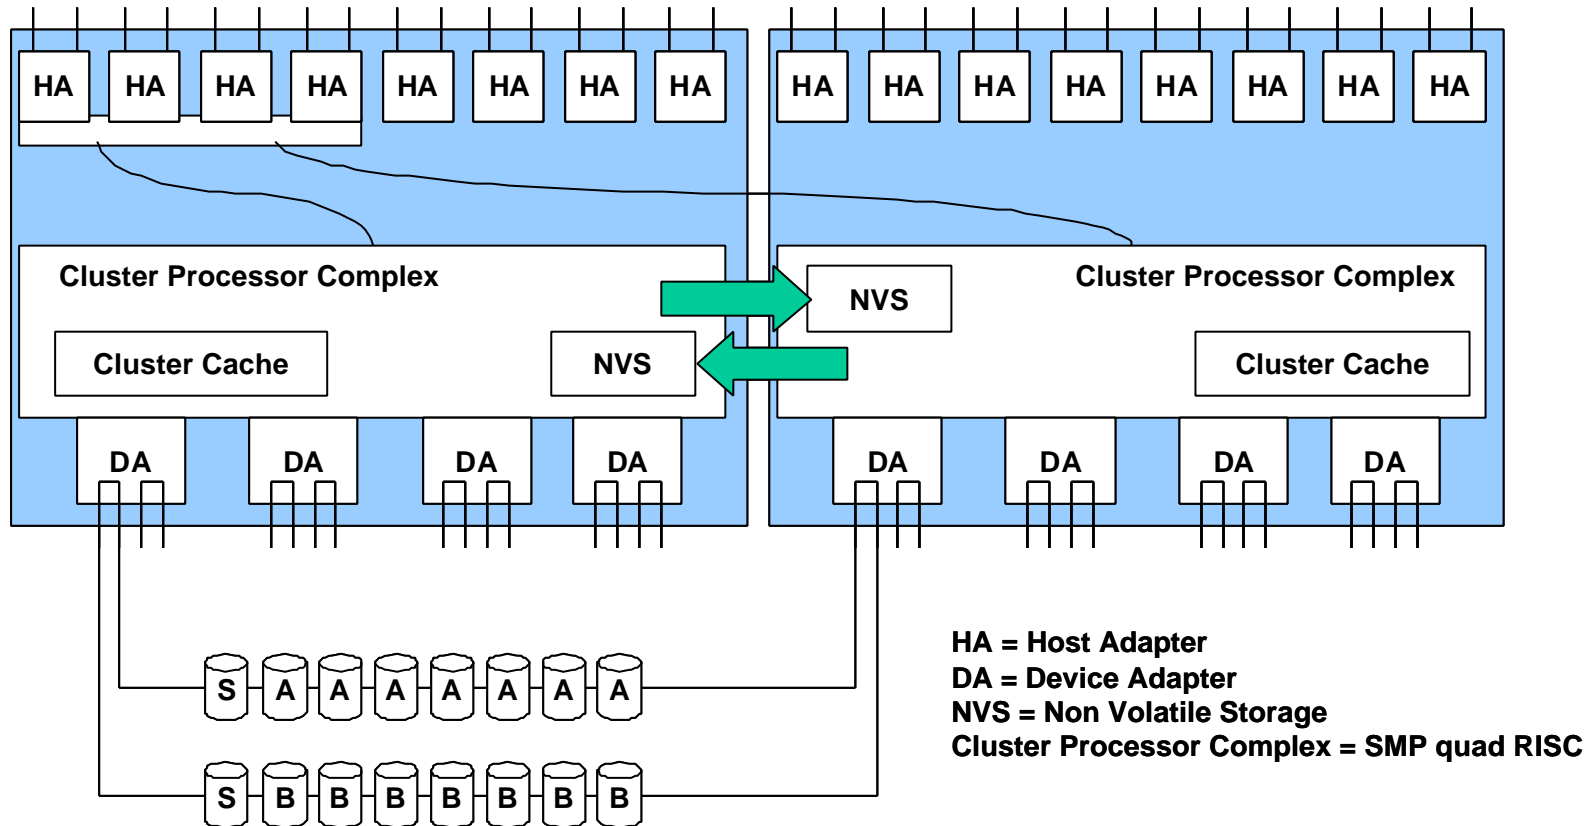 HA HA HA HA HA HA HA HA HA HA HA HA HA HA HA HA
Cluster Processor Complex
Cluster Processor Complex
NVS
Cluster Cache
NVS
Cluster Cache
DA DA DA DA DA DA DA DA
S A A A A A A A
S B B B B B B B
HA = Host Adapter
DA = Device Adapter
NVS = Non Volatile Storage
Cluster Processor Complex = SMP quad RISC